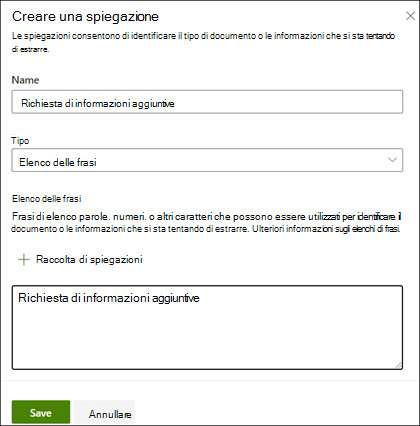 Creare una spiegazione
Le spiegazioni consentono di identificare il tipo di documento o le informazioni che si sta tentando
di estrarre.
Name
Richiesta di informazioni aggiuntive
Tipo
Elenco delle frasi
Elenco delle frasi
Frasi di elenco parole. numeri. o altri caratteri che possono essere utilizzati per identificare il
documento o le informazioni che si sta tentando di estrarre. Ulteriori informazioni sugli elenchi di frasi.
Raccolta di spiegazioni
Richiesta di informazioni aggiuntive
Save
Annullare